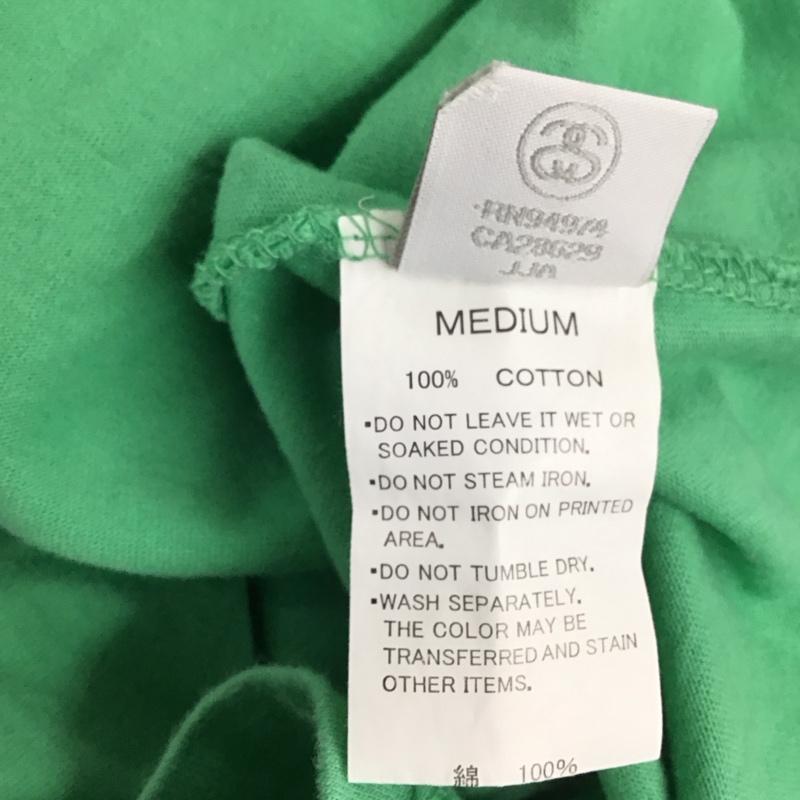 RN94974
CA28629
JJA
MEDIUM
100% COTTON
▪DO NOT LEAVE IT WET OR
SOAKED CONDITION.
▪DO NOT STEAM IRON.
▪DO NOT IRON ON PRINTED
AREA.
▪DO NOT TUMBLE DRY.
▪WASH SEPARATELY.
THE COLOR MAY BE
TRANSFERRED AND STAIN
OTHER ITEMS.
綿 100%